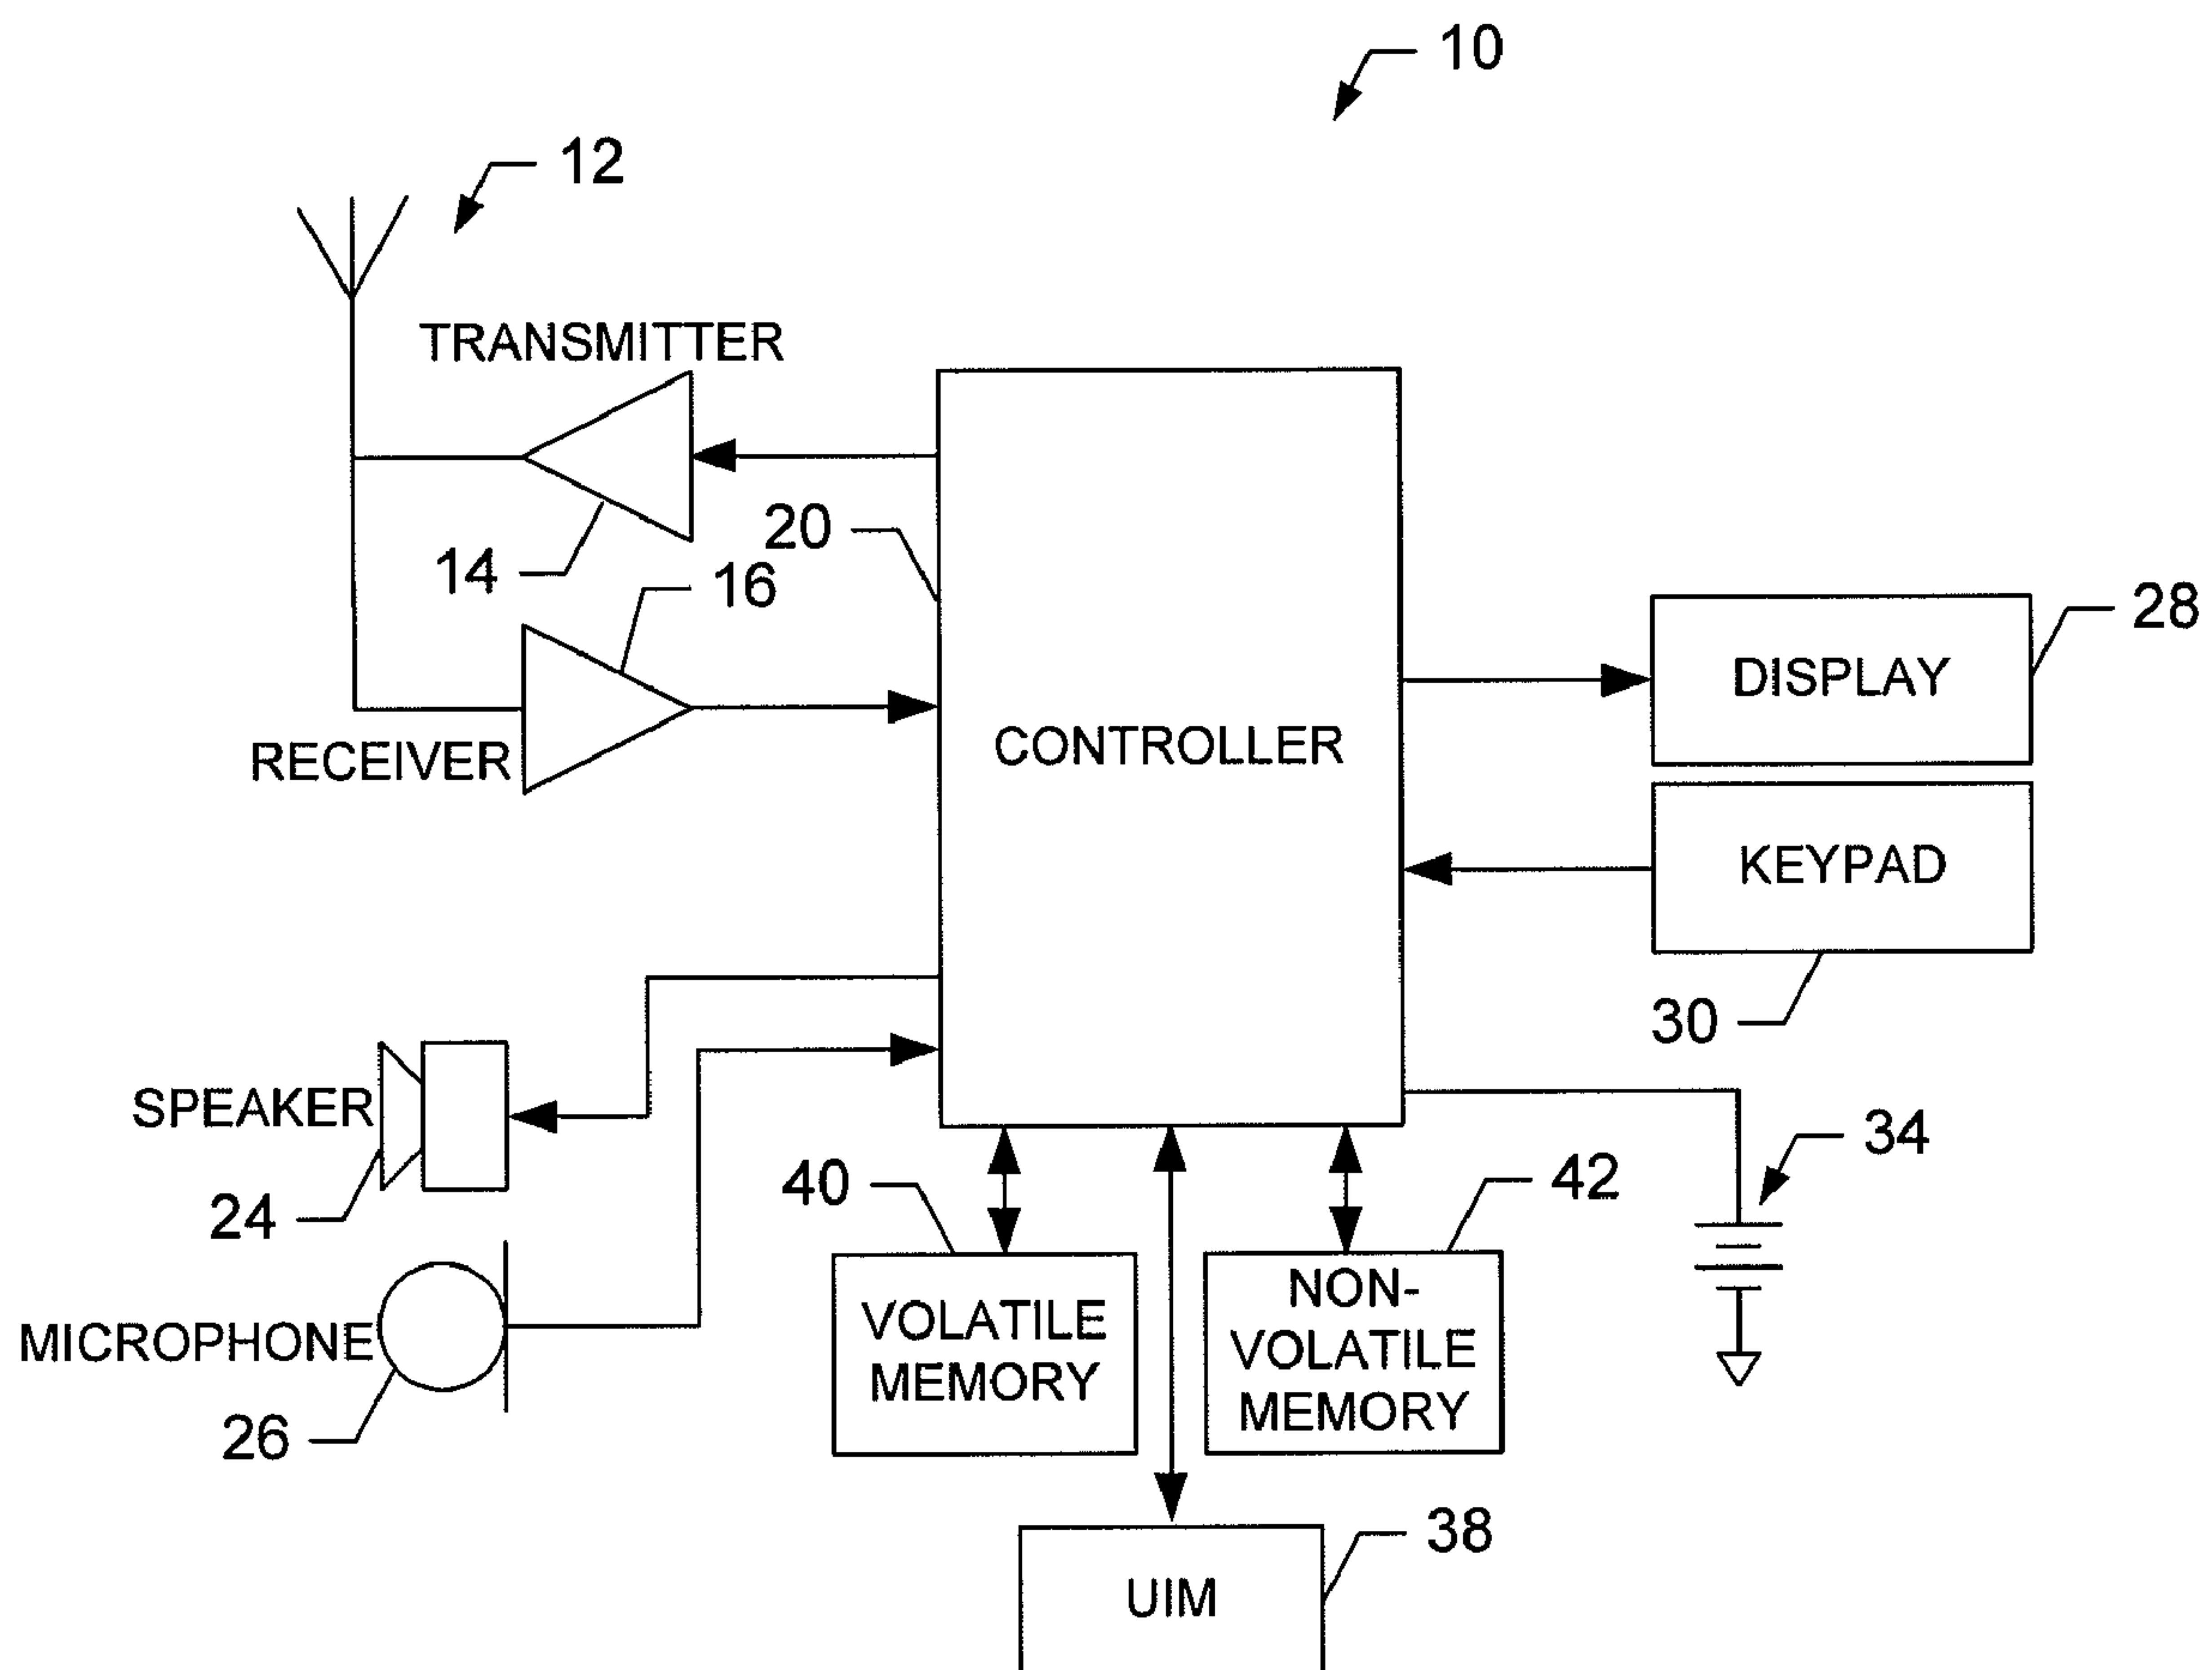 10
12
TRANSMITTER
14
20
16
28
DISPLAY
RECEIVER
CONTROLLER
KEYPAD
30
SPEAKER
24
34
40
42
MICROPHONE
26
VOLATILE
MEMORY
NON-
VOLATILE
MEMORY
38
UIM